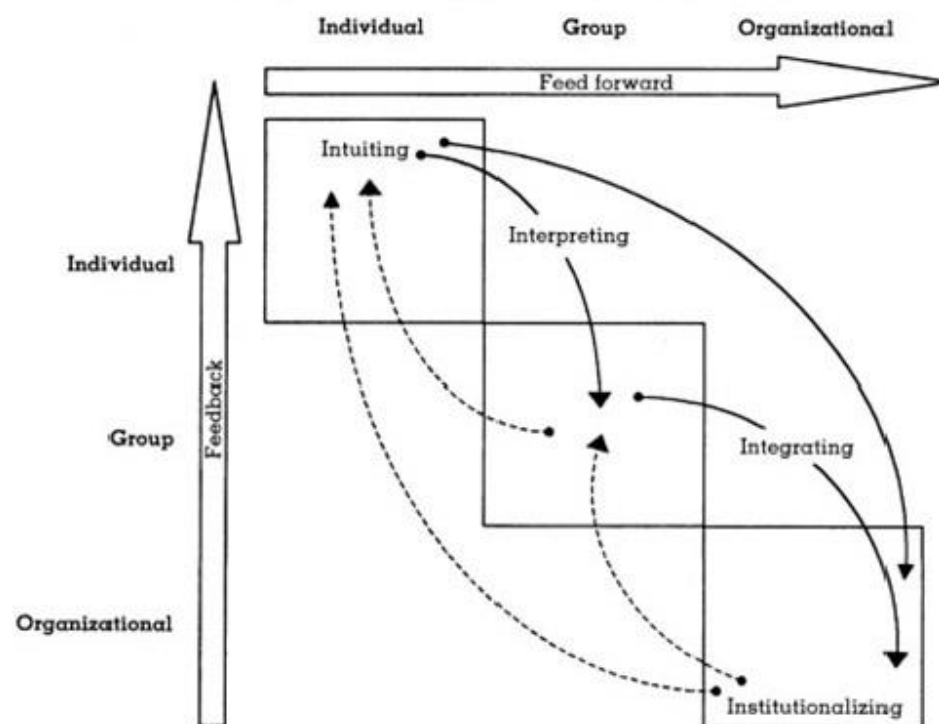 Individual Group Organizational
Feed forward
Intuiting
Interpreting
Individual
Feedback
Group
Integrating
Organizational
Institutionalizing